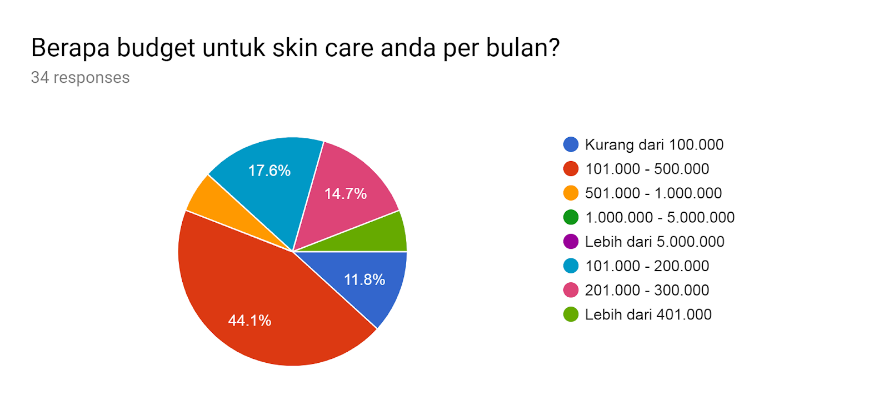 Berapa budget untuk skin care anda per bulan?
34 responses
17.6%
14.7%
11.8%
44.1%
Kurang dari 100.000
101.000 - 500.000
501.000 - 1.000.000
1.000.000 - 5.000.000
Lebih dari 5.000.000
101.000 - 200.000
201.000 - 300.000
Lebih dari 401.000